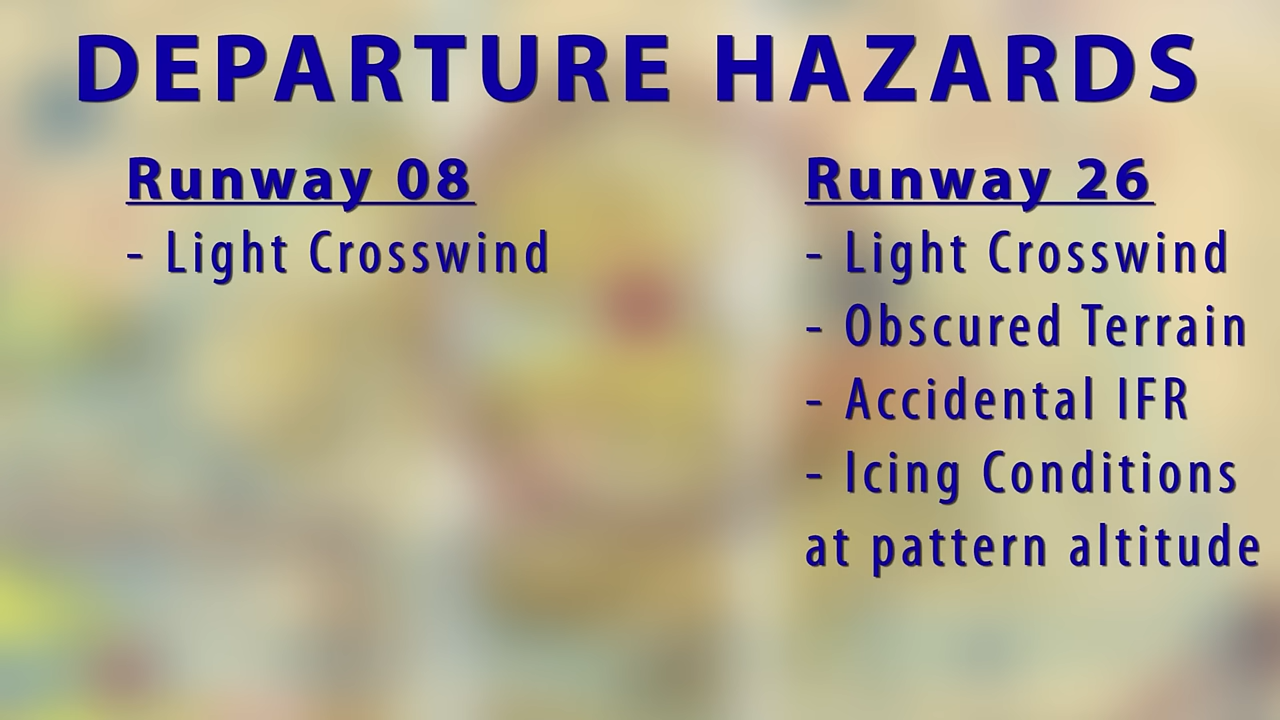 DEPARTURE HAZARDS
Runway 08
- Light Crosswind
Runway 26
- Light Crosswind
- Obscured Terrain
- Accidental IFR
- Icing Conditions
at pattern altitude